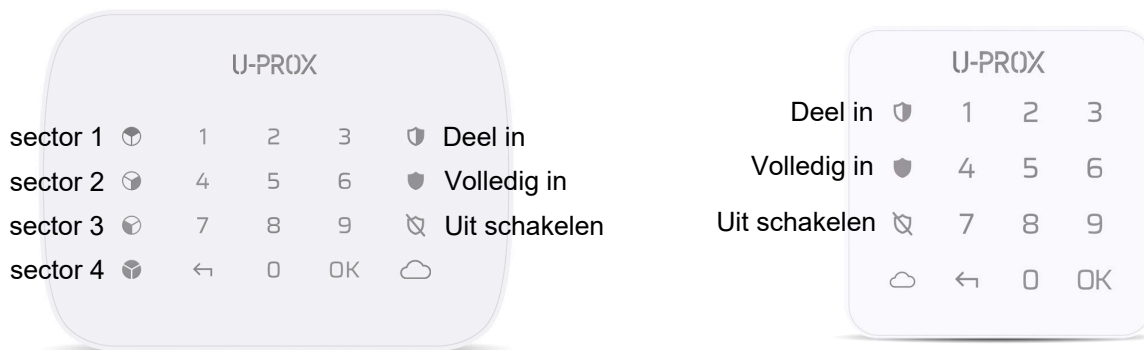 U-PROX
sector 1 1 2 3 Deel in
sector 2 4 5 6 Volledig in
sector 3 7 8 9 Uit schakelen
sector 4 0 OK
U-PROX
Deel in 1 2 3
Volledig in 4 5 6
Uit schakelen 7 8 9
0 OK